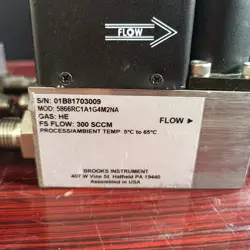 FLOW
S/N: 01B81703009
MOD: 5866RC1A1G4M2NA
GAS: HE
FS FLOW: 300 SCCM
PROCESS/AMBIENT TEMP 5°C to 65°C
FLOW ►
BROOKS INSTRUMENT
407 W Vine St. Hatfield PA 19440
Assembled in USA